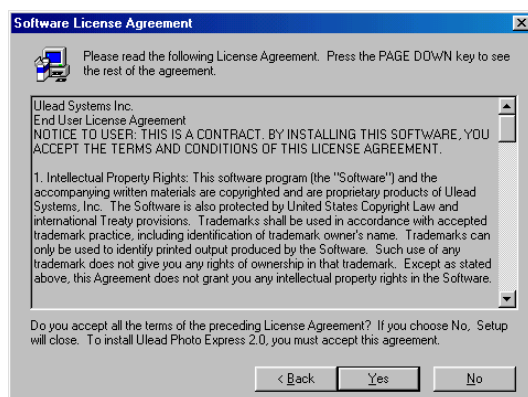 Software License Agreement
Please read the following License Agreement. Press the PAGE DOWN key to see
the rest of the agreement.
Ulead Systems Inc.
End User License Agreement
NOTICE TO USER: THIS IS A CONTRACT. BY INSTALLING THIS SOFTWARE, YOU
ACCEPT THE TERMS AND CONDITIONS OF THIS LICENSE AGREEMENT.
1. Intellectual Property Rights: This software program (the "Software") and the
accompanying written materials are copyrighted and are proprietary products of Ulead
Systems, Inc. The Software is also protected by United States Copyright Law and
international Treaty provisions. Trademarks shall be used in accordance with accepted
trademark practice, including identification of trademark owner's name. Trademarks can
only be used to identify printed output produced by the Software. Such use of any
trademark does not give you any rights of ownership in that trademark. Except as stated
above, this Agreement does not grant you any intellectual property rights in the Software.
Do you accept all the terms of the preceding License Agreement? If you choose No, Setup
will close. To install Ulead Photo Express 2.0, you must accept this agreement.
< Back Yes No